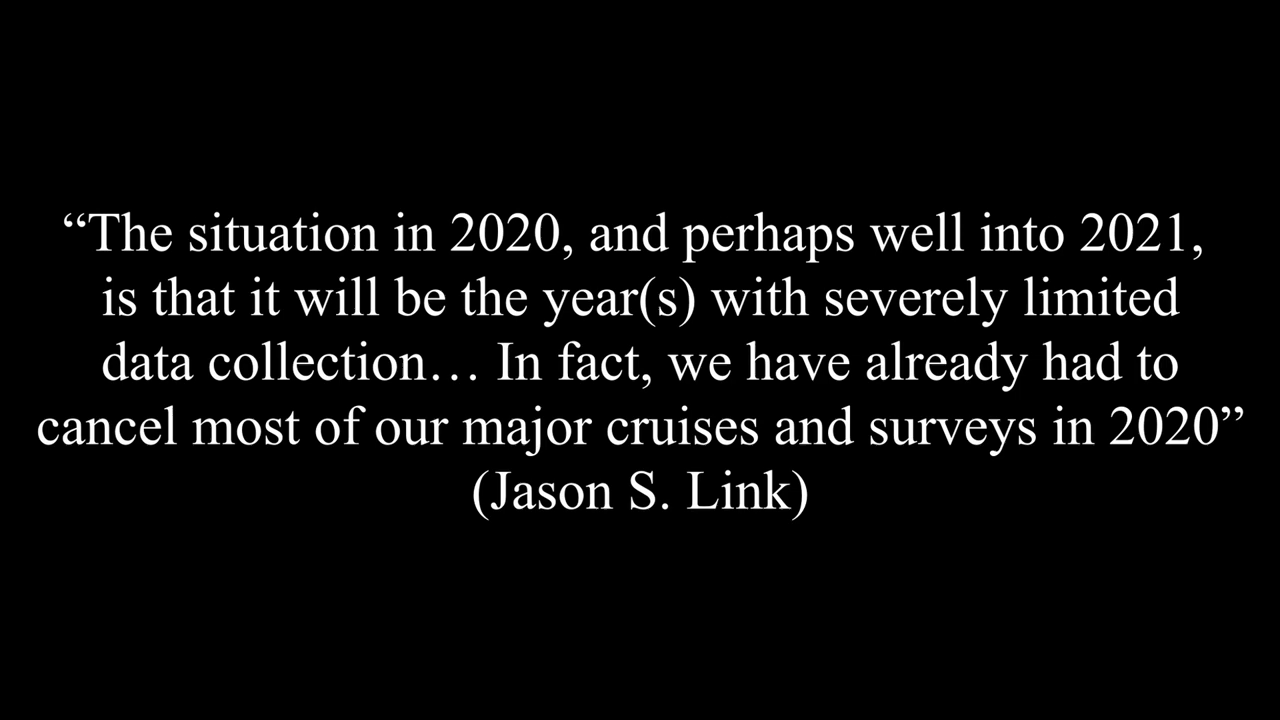 “The situation in 2020, and perhaps well into 2021,
is that it will be the year(s) with severely limited
data collection… In fact, we have already had to
cancel most of our major cruises and surveys in 2020”
(Jason S. Link)